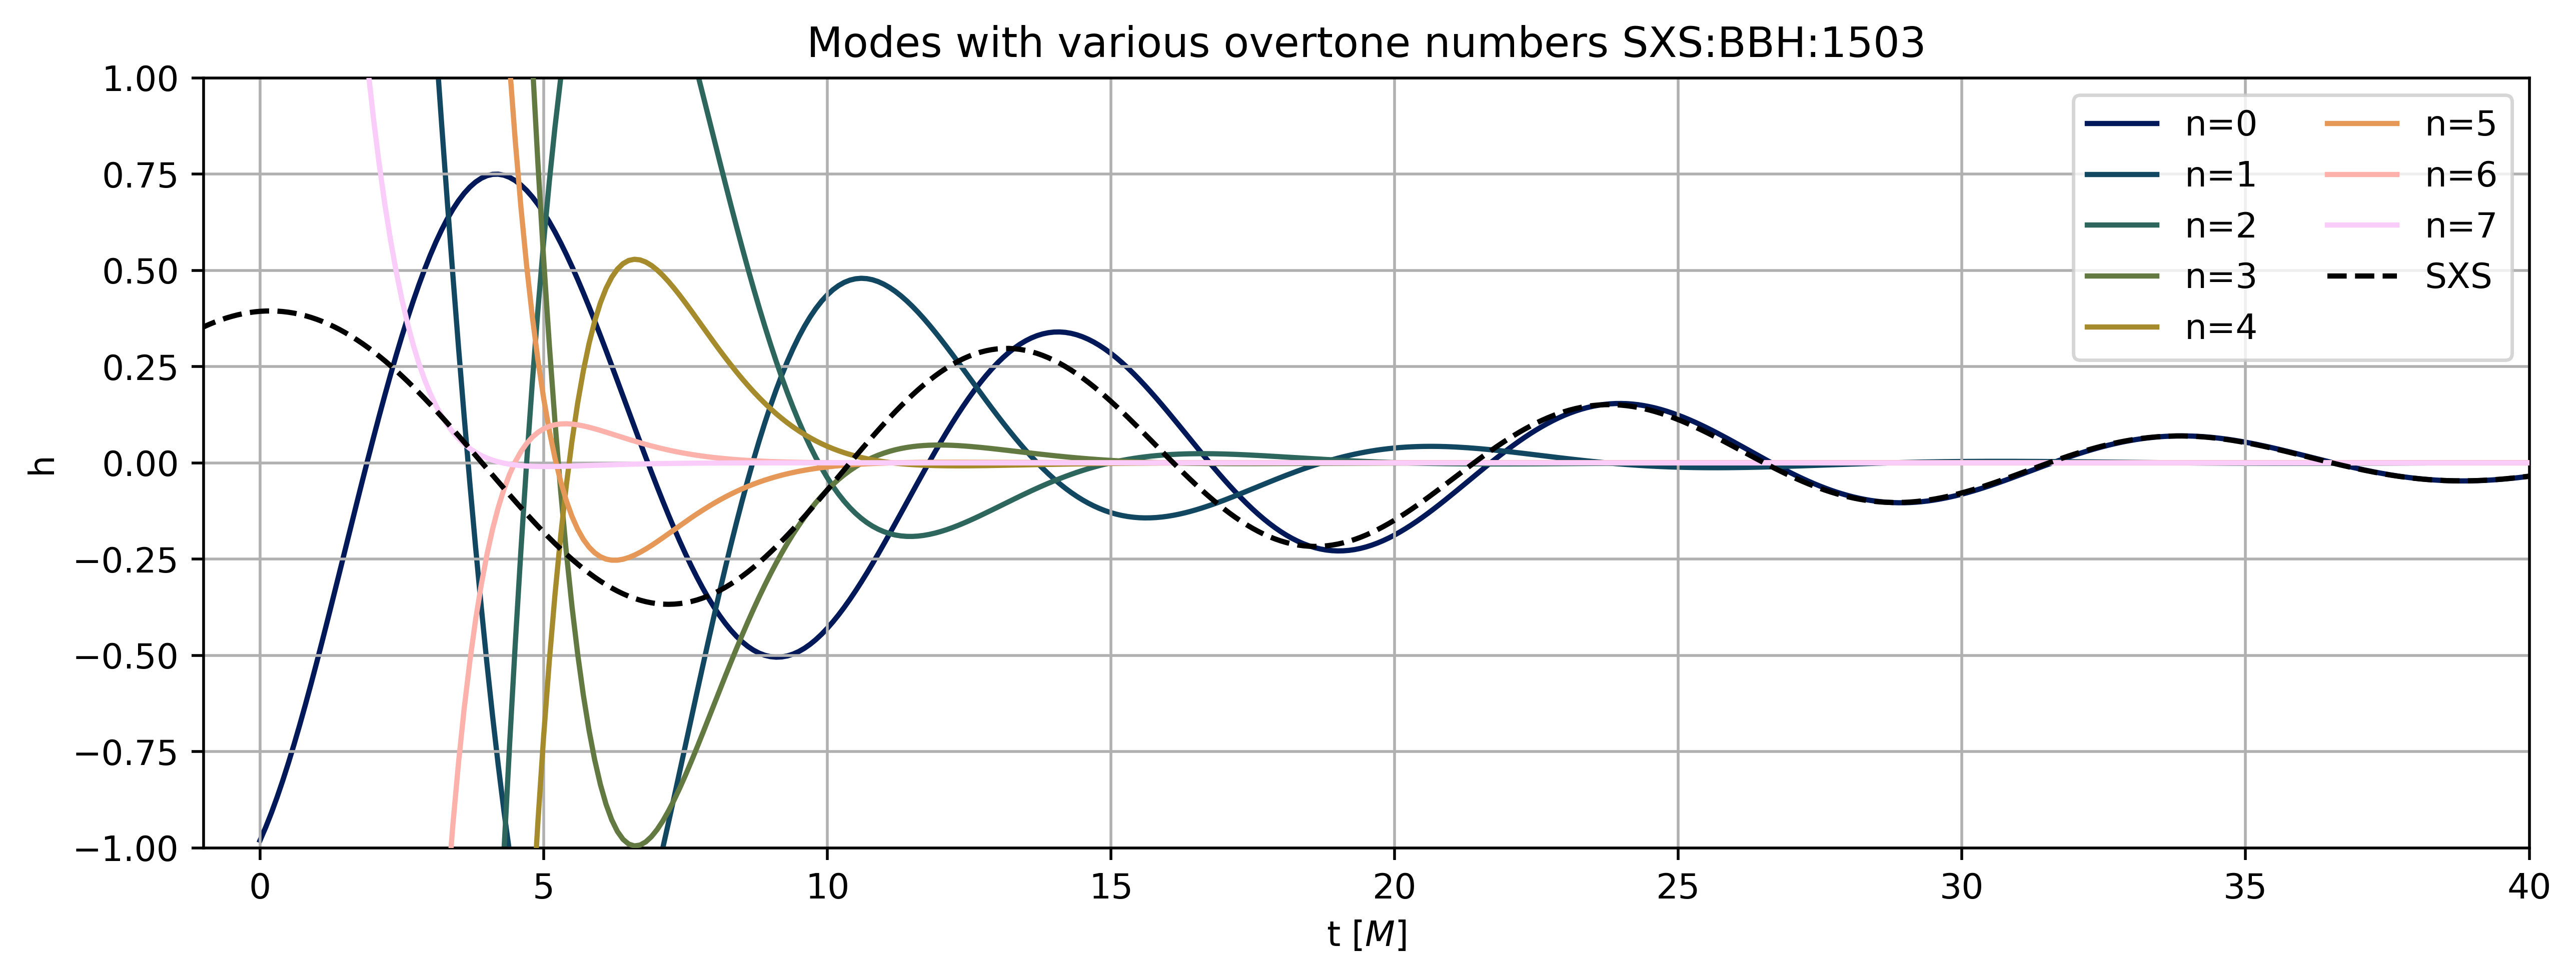 Modes with various overtone numbers SXS:BBH:1503
h
1.00
0.75
0.50
0.25
0.00
−0.25
−0.50
−0.75
−1.00
n=0
n=1
n=2
n=3
n=4
n=5
n=6
n=7
SXS
0 5 10 15 20 25 30 35 40
t [M]